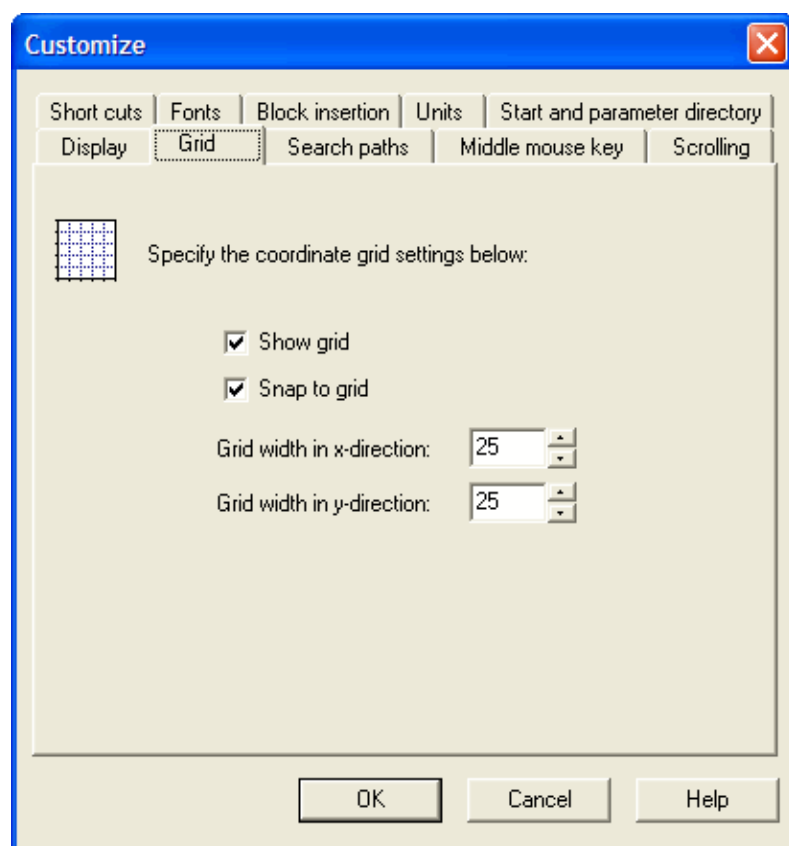 Customize
Short cuts Fonts Block insertion Units Start and parameter directory
Display Grid Search paths Middle mouse key Scrolling
Specify the coordinate grid settings below:
Show grid
Snap to grid
Grid width in x-direction: 25
Grid width in y-direction: 25
OK Cancel Help